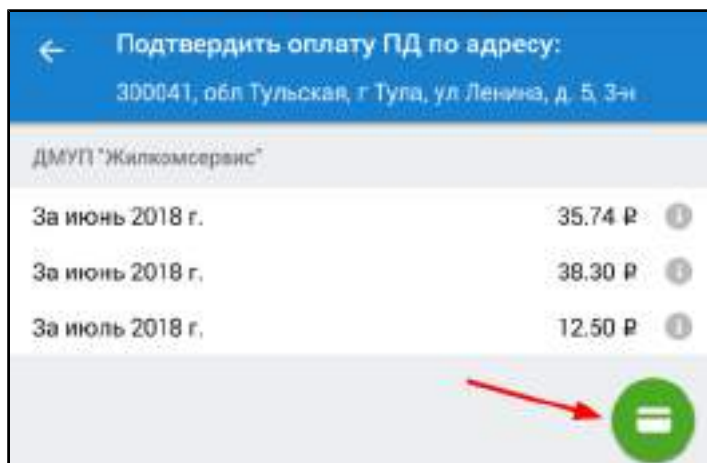 Подтвердить оплату ПД по адресу:
300041, обл Тульская, г Тула, ул Ленина, д. 5, 3-н
ДМУП "Жилкомсервис"
За июнь 2018 г. 35.74 ₽
За июнь 2018 г. 38.30 ₽
За июль 2018 г. 12.50 ₽